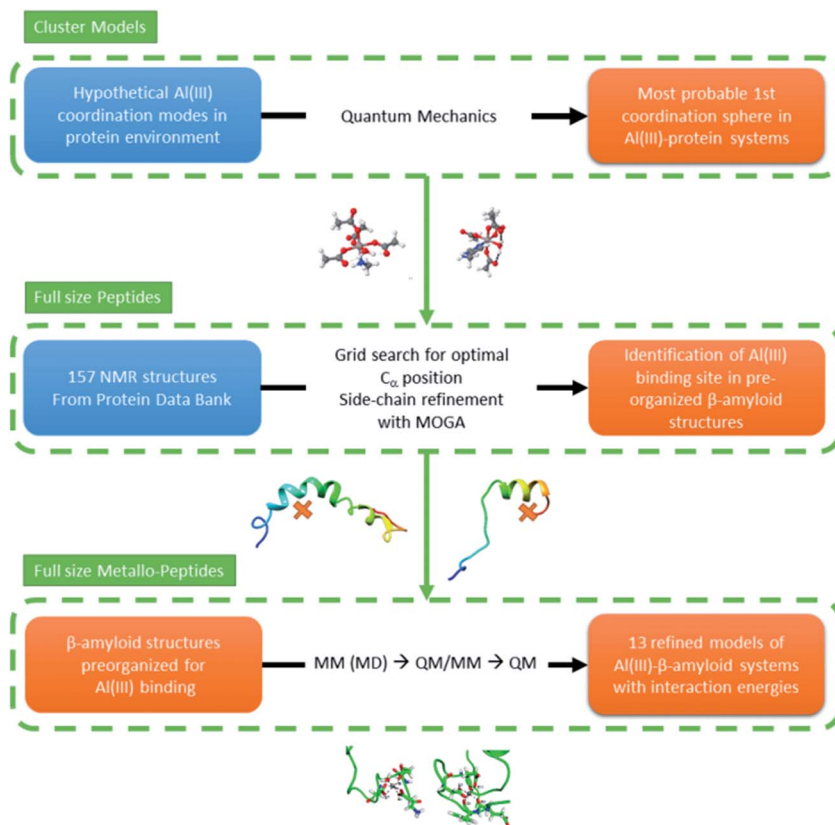 Cluster Models
Hypothetical Al(III)
coordination modes in
protein environment
Quantum Mechanics
Most probable 1st
coordination sphere in
Al(III)-protein systems
Full size Peptides
157 NMR structures
From Protein Data Bank
Grid search for optimal
Cα position
Side-chain refinement
with MOGA
Identification of Al(III)
binding site in pre-
organized β-amyloid
structures
Full size Metallo-Peptides
β-amyloid structures
preorganized for
Al(III) binding
MM (MD) → QM/MM → QM
13 refined models of
Al(III)-β-amyloid systems
with interaction energies